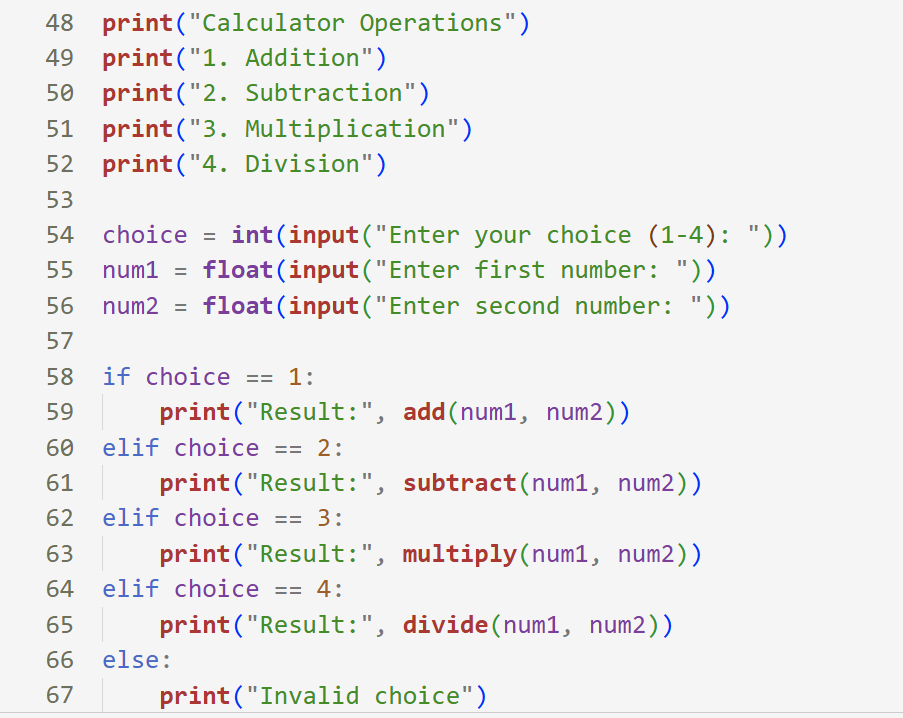 48 print("Calculator Operations")
49 print("1. Addition")
50 print("2. Subtraction")
51 print("3. Multiplication")
52 print("4. Division")
53
54 choice = int(input("Enter your choice (1-4): "))
55 num1 = float(input("Enter first number: "))
56 num2 = float(input("Enter second number: "))
57
58 if choice == 1:
59     print("Result:", add(num1, num2))
60 elif choice == 2:
61     print("Result:", subtract(num1, num2))
62 elif choice == 3:
63     print("Result:", multiply(num1, num2))
64 elif choice == 4:
65     print("Result:", divide(num1, num2))
66 else:
67     print("Invalid choice")